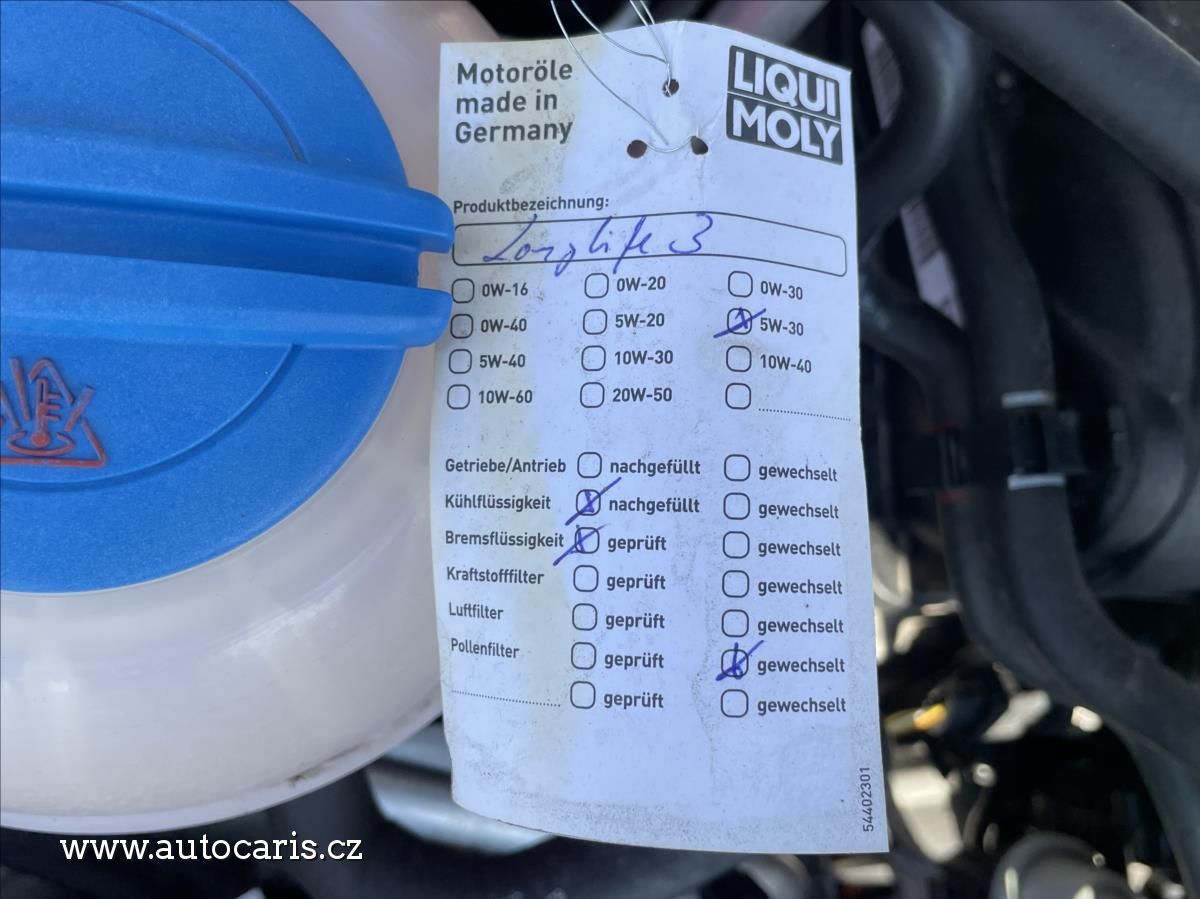 Motoröle
made in
Germany
LIQUI
MOLY
Produktbezeichnung:
Longlife 3
0W-16 0W-20 0W-30
0W-40 5W-20 5W-30
5W-40 10W-30 10W-40
10W-60 20W-50
Getriebe/Antrieb nachgefüllt gewechselt
Kühlflüssigkeit nachgefüllt gewechselt
Bremsflüssigkeit geprüft gewechselt
Kraftstofffilter geprüft gewechselt
Luftfilter geprüft gewechselt
Pollenfilter geprüft gewechselt
geprüft gewechselt
54402301
www.autocaris.cz